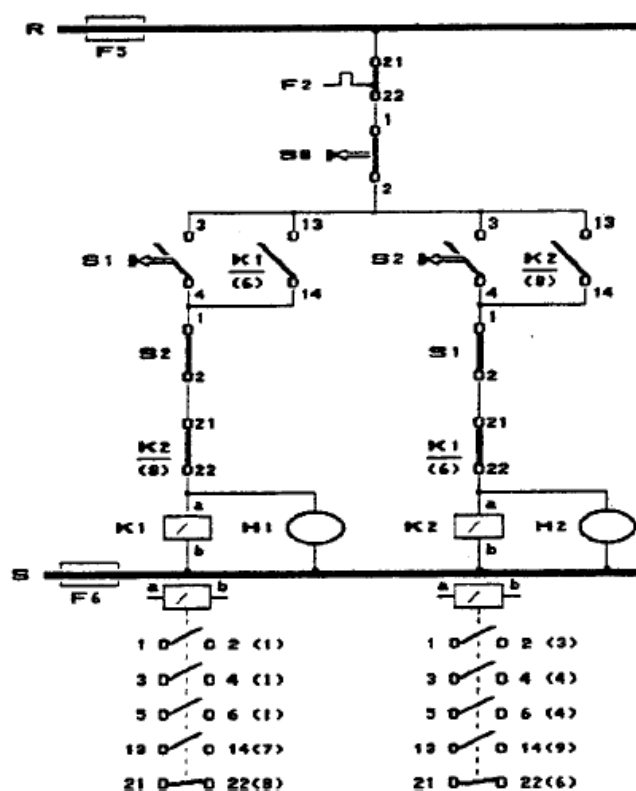 R
F5
21
F2
22
1
S0
2
3 13 3 13
S1 K1 S2 K2
(6) (8)
4 14 4 14
1 1
S2 S1
2 2
21 21
K2 K1
(8) (6)
22 22
a a
K1 H1 K2 H2
b b
S
F6
a b a b
1 2 (1) 1 2 (3)
3 4 (1) 3 4 (4)
5 6 (1) 5 6 (4)
13 14(7) 13 14(9)
21 22(8) 21 22(6)